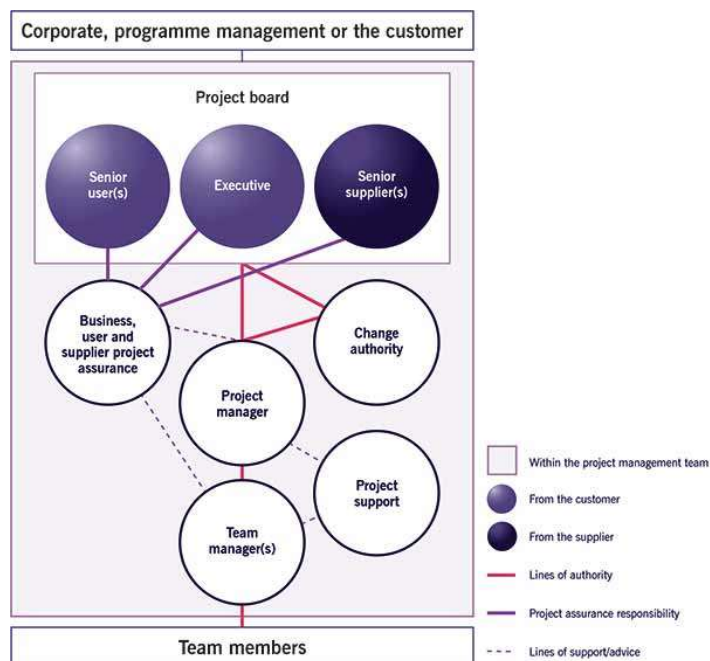 Corporate, programme management or the customer
Project board
Senior
user(s)
Executive
Senior
supplier(s)
Business,
user and
supplier project
assurance
Change
authority
Project
manager
Project
support
Team
manager(s)
Team members
Within the project management team
From the customer
From the supplier
Lines of authority
Project assurance responsibility
Lines of support/advice